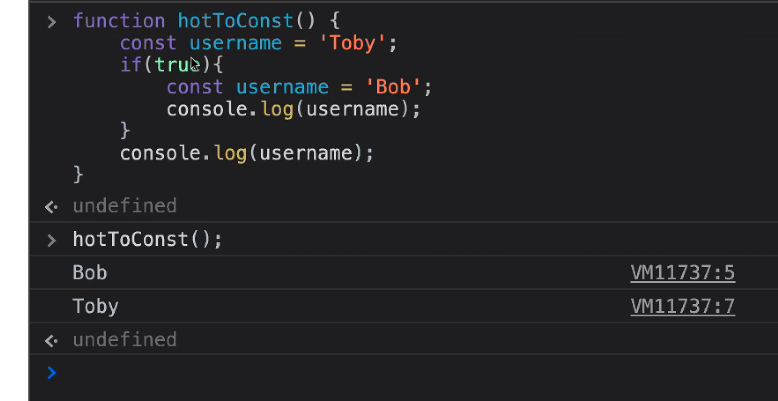 > function hotToConst() {
const username = 'Toby';
if(true){
const username = 'Bob';
console.log(username);
}
console.log(username);
}
undefined
> hotToConst();
Bob VM11737:5
Toby VM11737:7
undefined
>